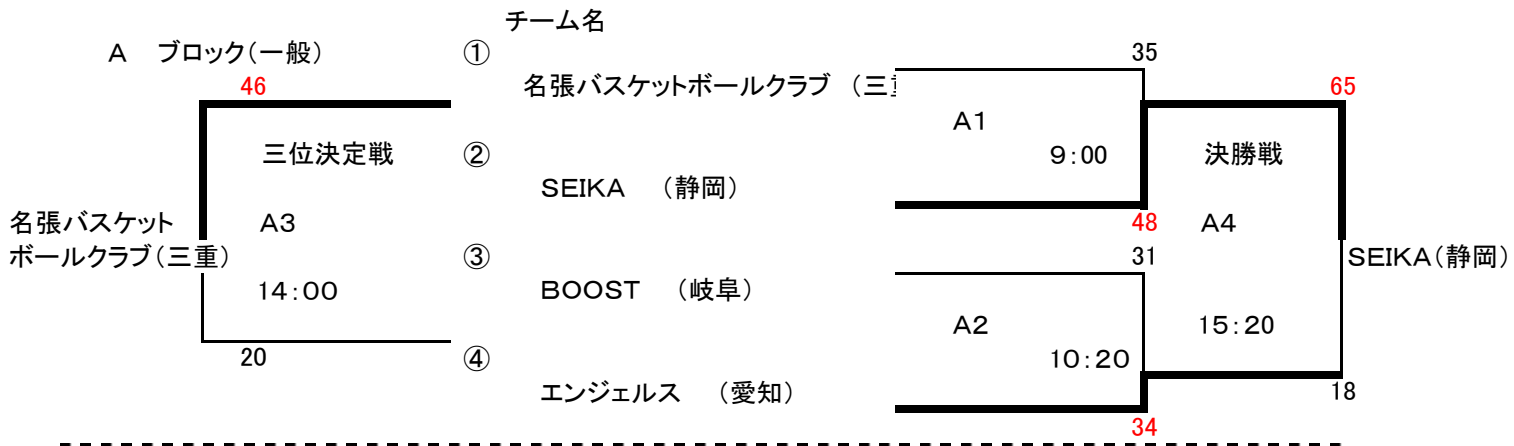 チーム名
A ブロック(一般) ① 35
46 名張バスケットボールクラブ (三 65
A1
三位決定戦 ② 9:00 決勝戦
SEIKA (静岡)
名張バスケット A3 48 A4
ボールクラブ(三重) ③ 31 SEIKA(静岡)
14:00 BOOST (岐阜)
A2 15:20
20 ④ 10:20
エンジェルス (愛知) 18
34